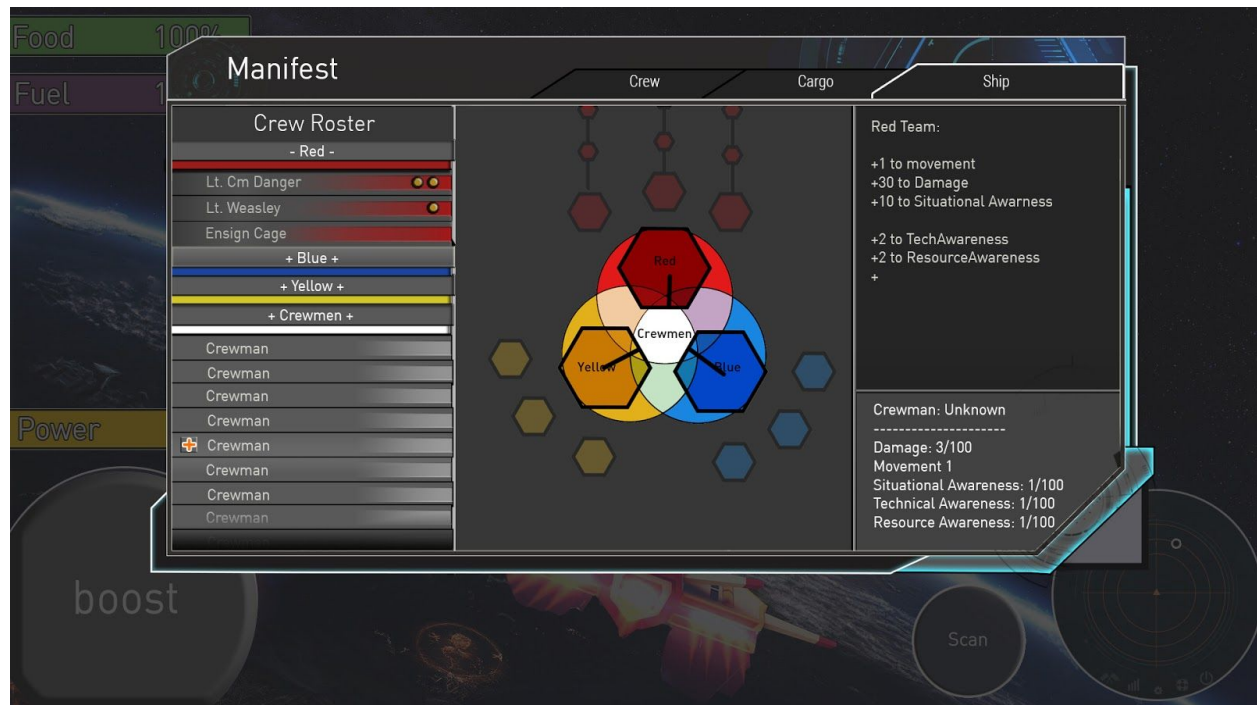 Food 100%
Fuel 1
Power
boost
Scan
Manifest
Crew
Cargo
Ship
Crew Roster
- Red -
Lt. Cm Danger
Lt. Weasley
Ensign Cage
+ Blue +
+ Yellow +
+ Crewmen +
Crewman
Crewman
Crewman
Crewman
Crewman
Crewman
Crewman
Crewman
Red
Crewmen
Yellow
Blue
Red Team:
+1 to movement
+30 to Damage
+10 to Situational Awarness
+2 to TechAwareness
+2 to ResourceAwareness
+
Crewman: Unknown
---------------------
Damage: 3/100
Movement 1
Situational Awareness: 1/100
Technical Awareness: 1/100
Resource Awareness: 1/100